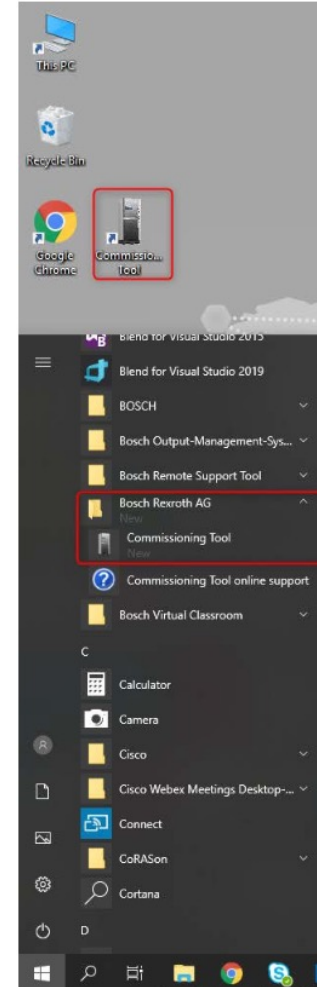 This PC
Recycle Bin
Google
Chrome
Commissio...
Tool
Blend for Visual Studio 2015
Blend for Visual Studio 2019
BOSCH
Bosch Output-Management-Sys...
Bosch Remote Support Tool
Bosch Rexroth AG
New
Commissioning Tool
New
Commissioning Tool online support
Bosch Virtual Classroom
C
Calculator
Camera
Cisco
Cisco Webex Meetings Desktop-...
Connect
CoRASon
Cortana
D